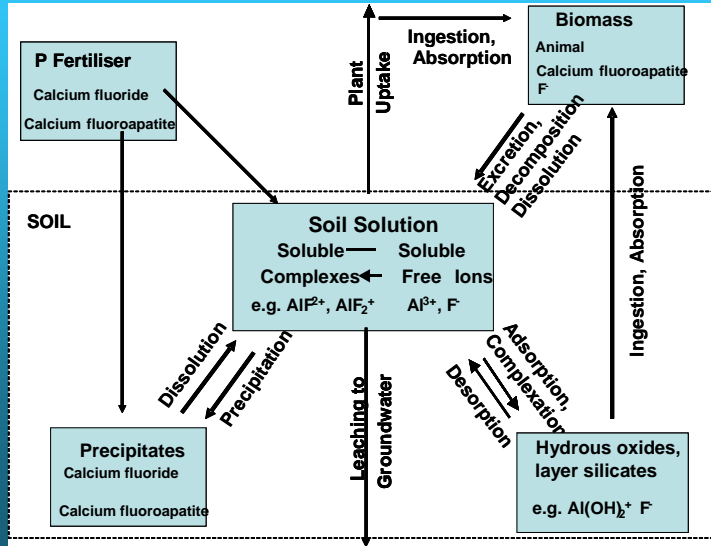 P Fertiliser
Calcium fluoride
Calcium fluoroapatite
Plant
Uptake
Ingestion,
Absorption
Biomass
Animal
Calcium fluoroapatite
F⁻
Excretion,
Decomposition
Dissolution
Ingestion, Absorption
SOIL
Soil Solution
Soluble Soluble
Complexes Free Ions
e.g. AlF²⁺, AlF₂⁺ Al³⁺, F⁻
Dissolution
Precipitation
Leaching to
Groundwater
Adsorption,
Complexation
Desorption
Precipitates
Calcium fluoride
Calcium fluoroapatite
Hydrous oxides,
layer silicates
e.g. Al(OH)₂⁺ F⁻